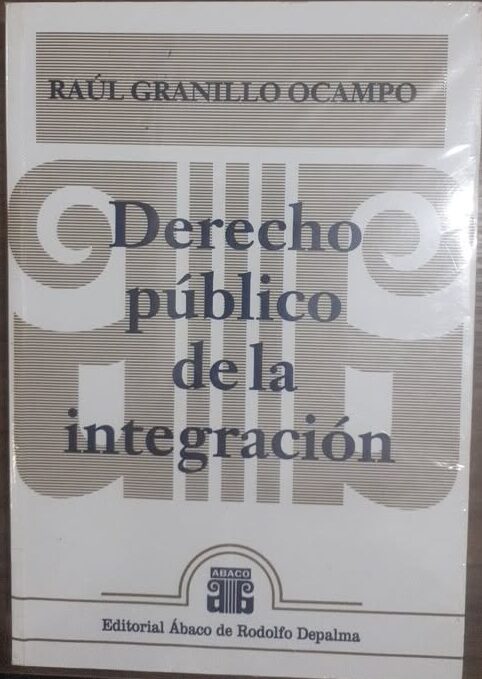 RAÚL GRANILLO OCAMPO
Derecho
público
de la
integración
ABACO
Editorial Ábaco de Rodolfo Depalma